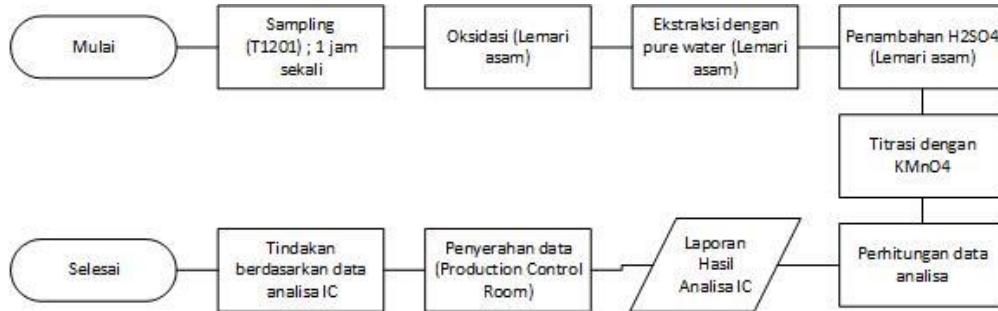 Mulai
Sampling
(T1201) ; 1 jam
sekali
Oksidasi (Lemari
asam)
Ekstraksi dengan
pure water (Lemari
asam)
Penambahan H2SO4
(Lemari asam)
Titrasi dengan
KMnO4
Perhitungan data
analisa
Laporan
Hasil
Analisa IC
Penyerahan data
(Production Control
Room)
Tindakan
berdasarkan data
analisa IC
Selesai